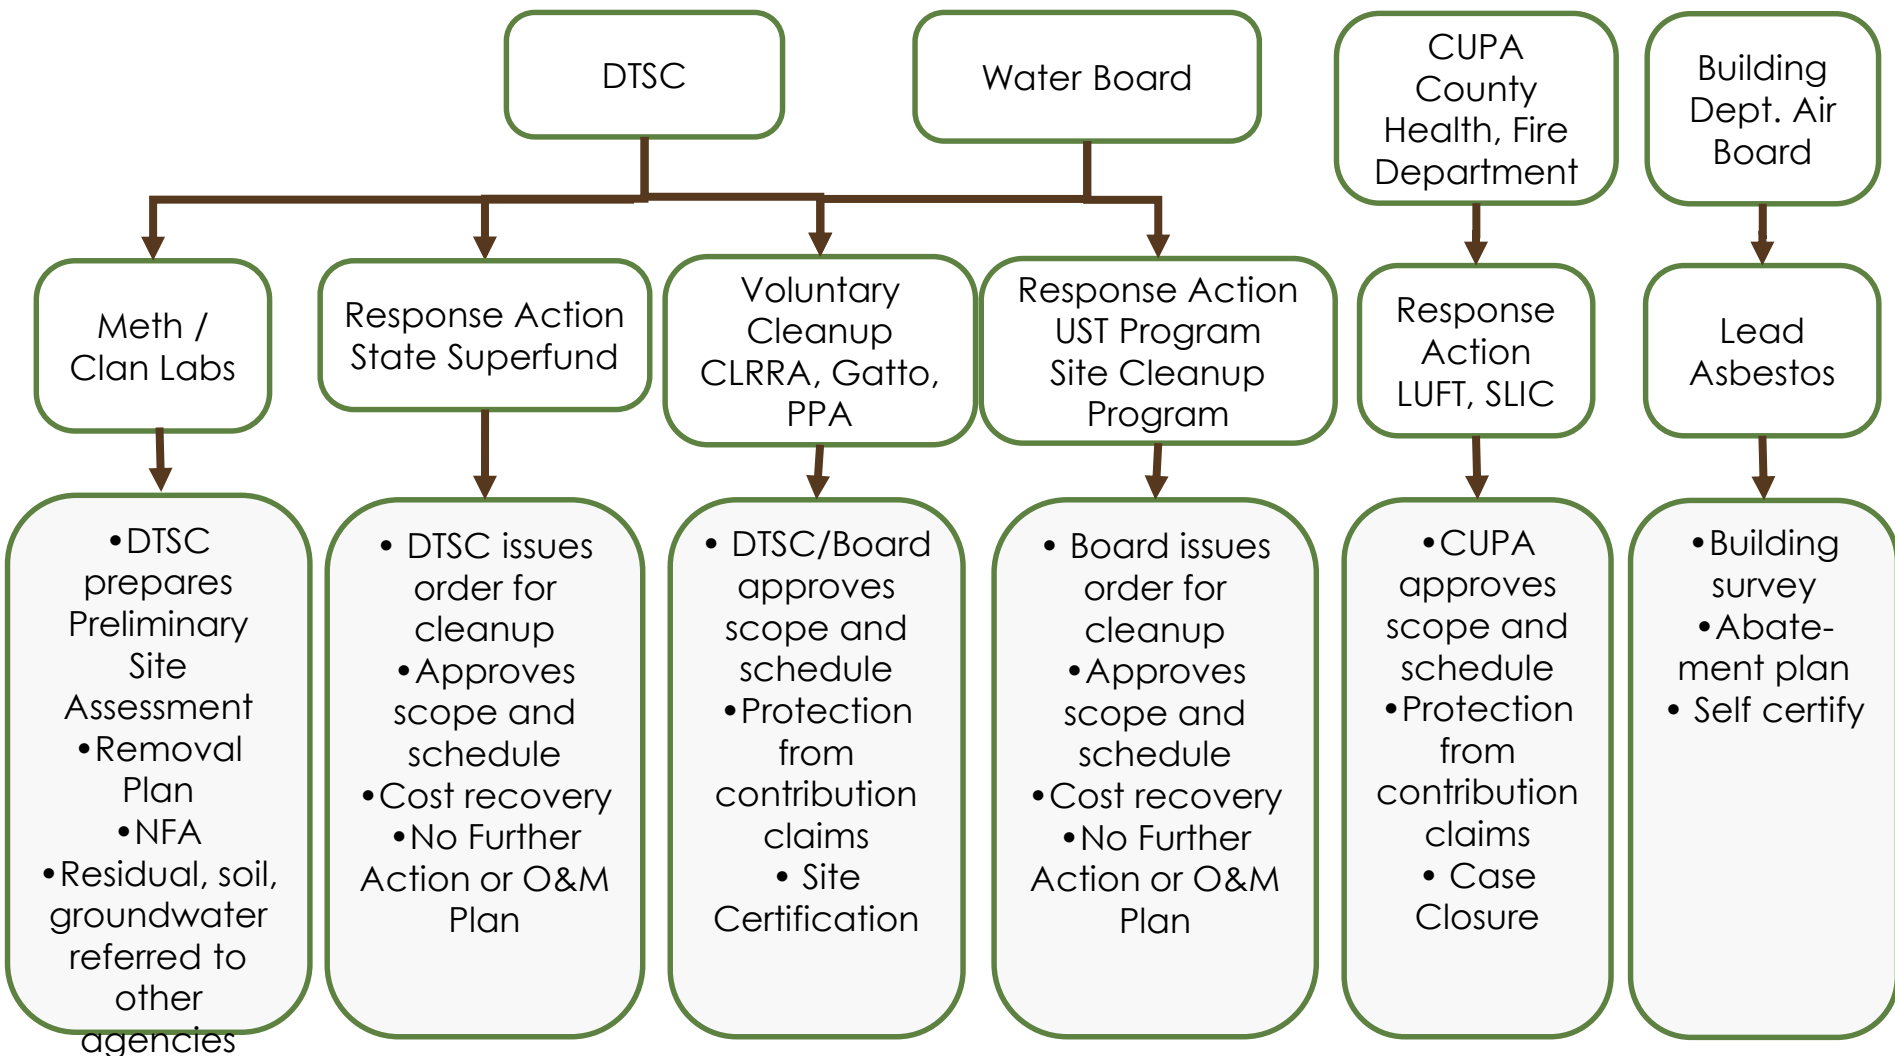 DTSC
Water Board
CUPA
County
Health, Fire
Department
Building
Dept. Air
Board
Meth /
Clan Labs
Response Action
State Superfund
Voluntary
Cleanup
CLRRA, Gatto,
PPA
Response Action
UST Program
Site Cleanup
Program
Response
Action
LUFT, SLIC
Lead
Asbestos
•DTSC
prepares
Preliminary
Site
Assessment
•Removal
Plan
•NFA
•Residual, soil,
groundwater
referred to
other
agencies
• DTSC issues
order for
cleanup
•Approves
scope and
schedule
•Cost recovery
•No Further
Action or O&M
Plan
• DTSC/Board
approves
scope and
schedule
•Protection
from
contribution
claims
• Site
Certification
• Board issues
order for
cleanup
•Approves
scope and
schedule
•Cost recovery
•No Further
Action or O&M
Plan
•CUPA
approves
scope and
schedule
•Protection
from
contribution
claims
• Case
Closure
•Building
survey
•Abate-
ment plan
• Self certify